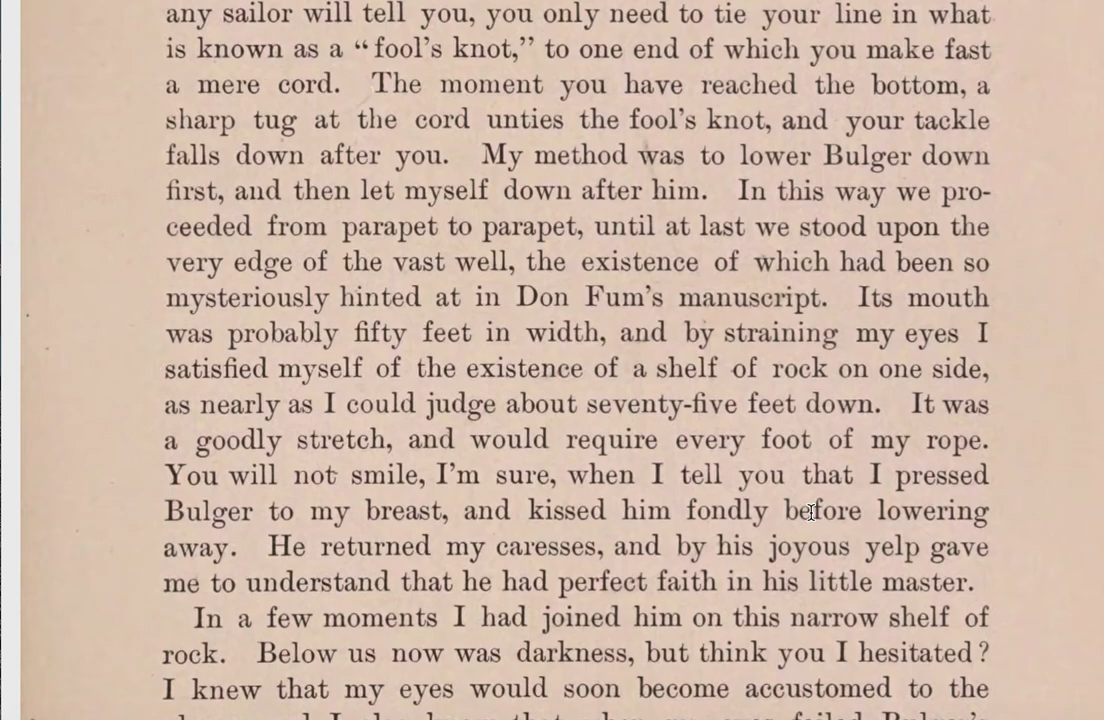 any sailor will tell you, you only need to tie your line in what
is known as a “fool’s knot,” to one end of which you make fast
a mere cord. The moment you have reached the bottom, a
sharp tug at the cord unties the fool’s knot, and your tackle
falls down after you. My method was to lower Bulger down
first, and then let myself down after him. In this way we pro-
ceeded from parapet to parapet, until at last we stood upon the
very edge of the vast well, the existence of which had been so
mysteriously hinted at in Don Fum’s manuscript. Its mouth
was probably fifty feet in width, and by straining my eyes I
satisfied myself of the existence of a shelf of rock on one side,
as nearly as I could judge about seventy-five feet down. It was
a goodly stretch, and would require every foot of my rope.
You will not smile, I’m sure, when I tell you that I pressed
Bulger to my breast, and kissed him fondly before lowering
away. He returned my caresses, and by his joyous yelp gave
me to understand that he had perfect faith in his little master.
In a few moments I had joined him on this narrow shelf of
rock. Below us now was darkness, but think you I hesitated?
I knew that my eyes would soon become accustomed to the